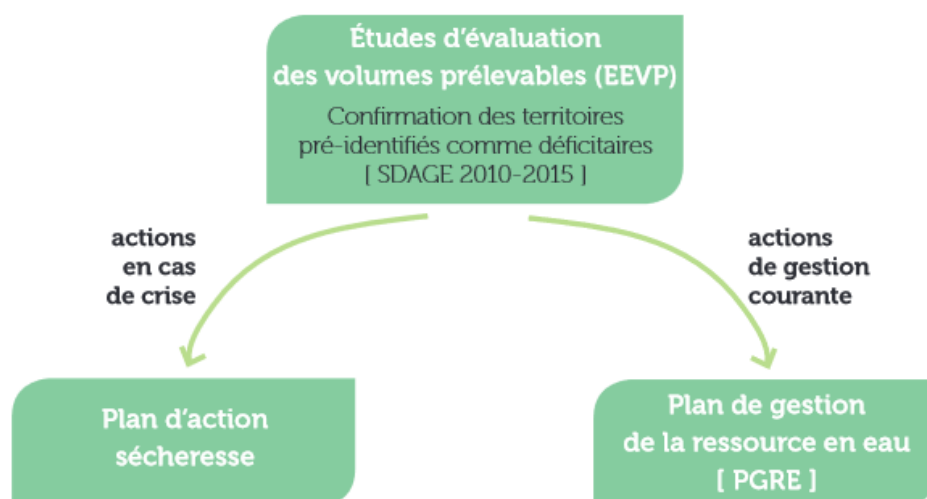 Études d'évaluation
des volumes prélevables (EEVP)
Confirmation des territoires
pré-identifiés comme déficitaires
[ SDAGE 2010-2015 ]
actions
en cas
de crise
actions
de gestion
courante
Plan d'action
sécheresse
Plan de gestion
de la ressource en eau
[ PGRE ]